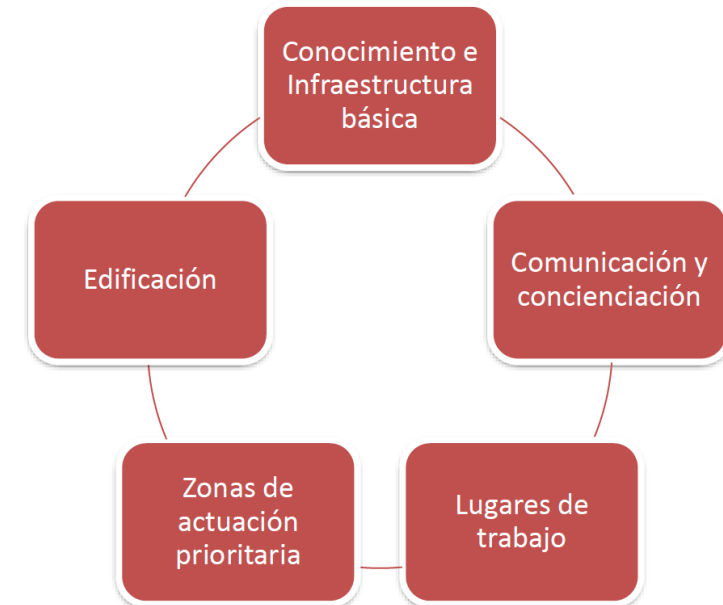 Conocimiento e
Infraestructura
básica
Edificación
Comunicación y
concienciación
Zonas de
actuación
prioritaria
Lugares de
trabajo